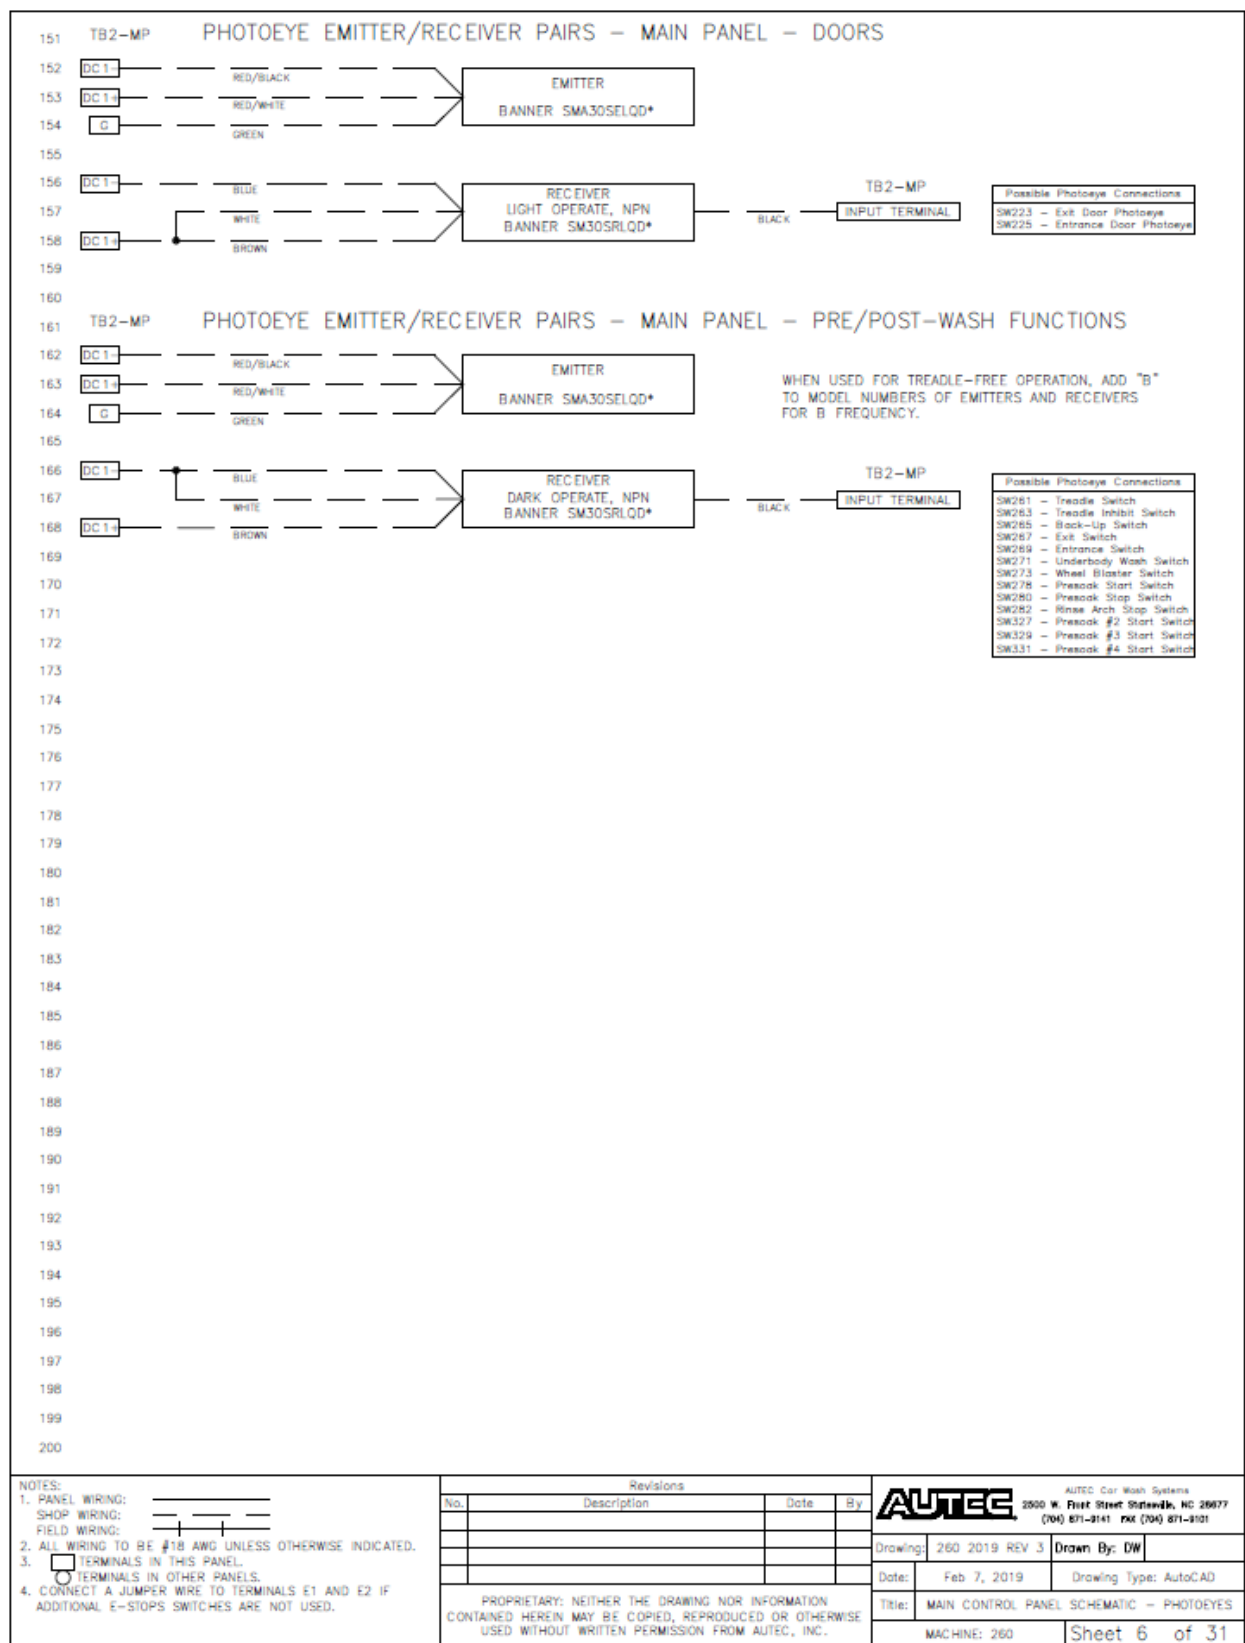 151 TB2-MP PHOTOEYE EMITTER/RECEIVER PAIRS - MAIN PANEL - DOORS
152 DC1- RED/BLACK
EMITTER
153 DC1+ RED/WHITE
BANNER SMA30SELQD*
154 G GREEN
155
156 DC1- BLUE
RECEIVER
TB2-MP
Possible Photoeye Connections
157 WHITE
LIGHT OPERATE, NPN
BLACK
INPUT TERMINAL
SW223 - Exit Door Photoeye
BANNER SM30SRLQD*
SW225 - Entrance Door Photoeye
158 DC1+ BROWN
159
160
161 TB2-MP PHOTOEYE EMITTER/RECEIVER PAIRS - MAIN PANEL - PRE/POST-WASH FUNCTIONS
162 DC1- RED/BLACK
EMITTER
163 DC1+ RED/WHITE
BANNER SMA30SELQD*
164 G GREEN
WHEN USED FOR TREADLE-FREE OPERATION, ADD "B"
TO MODEL NUMBERS OF EMITTERS AND RECEIVERS
FOR B FREQUENCY.
165
166 DC1- BLUE
RECEIVER
TB2-MP
167 WHITE
DARK OPERATE, NPN
BLACK
INPUT TERMINAL
BANNER SM30SRLQD*
168 DC1+ BROWN
Possible Photoeye Connections
SW261 - Treadle Switch
SW263 - Treadle Inhibit Switch
SW265 - Back-Up Switch
SW267 - Exit Switch
SW269 - Entrance Switch
SW271 - Underbody Wash Switch
SW273 - Wheel Blaster Switch
SW278 - Presoak Start Switch
SW280 - Presoak Stop Switch
SW282 - Rinse Arch Stop Switch
SW327 - Presoak #2 Start Switch
SW329 - Presoak #3 Start Switch
SW331 - Presoak #4 Start Switch
169
170
171
172
173
174
175
176
177
178
179
180
181
182
183
184
185
186
187
188
189
190
191
192
193
194
195
196
197
198
199
200
NOTES:
1. PANEL WIRING:
SHOP WIRING:
FIELD WIRING:
2. ALL WIRING TO BE #18 AWG UNLESS OTHERWISE INDICATED.
3. TERMINALS IN THIS PANEL.
TERMINALS IN OTHER PANELS.
4. CONNECT A JUMPER WIRE TO TERMINALS E1 AND E2 IF
ADDITIONAL E-STOPS SWITCHES ARE NOT USED.
Revisions
No. Description Date By
PROPRIETARY: NEITHER THE DRAWING NOR INFORMATION
CONTAINED HEREIN MAY BE COPIED, REPRODUCED OR OTHERWISE
USED WITHOUT WRITTEN PERMISSION FROM AUTEC, INC.
AUTEC
AUTEC Car Wash Systems
2500 W. Front Street Statesville, NC 28677
(704) 871-9141 FAX (704) 871-9101
Drawing: 260 2019 REV 3 Drawn By: DW
Date: Feb 7, 2019 Drawing Type: AutoCAD
Title: MAIN CONTROL PANEL SCHEMATIC - PHOTOEYES
MACHINE: 260 Sheet 6 of 31